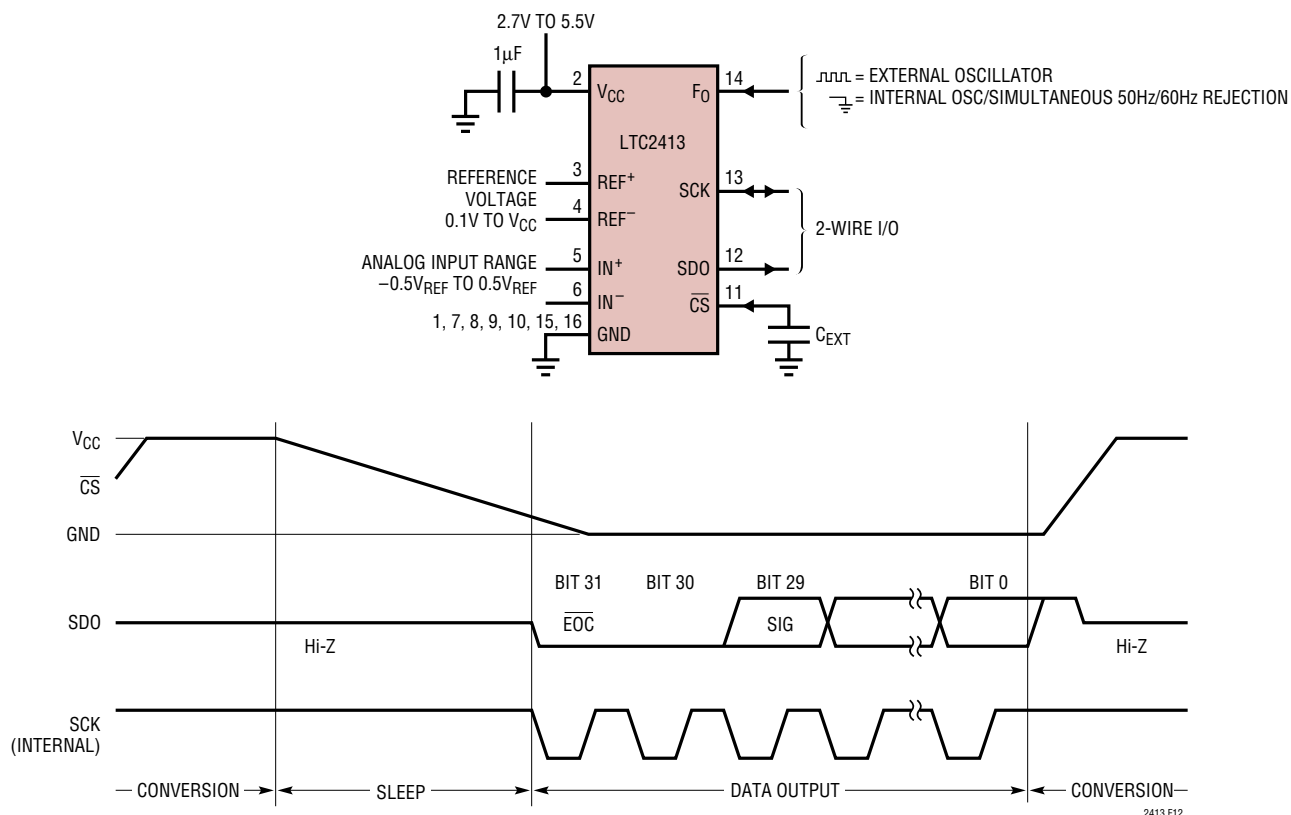 2.7V TO 5.5V
1µF
2 VCC
FO 14
= EXTERNAL OSCILLATOR
= INTERNAL OSC/SIMULTANEOUS 50Hz/60Hz REJECTION
LTC2413
REFERENCE
VOLTAGE
0.1V TO VCC
3 REF+
4 REF−
SCK 13
2-WIRE I/O
ANALOG INPUT RANGE
−0.5VREF TO 0.5VREF
5 IN+
6 IN−
SDO 12
CS 11
1, 7, 8, 9, 10, 15, 16 GND
CEXT
VCC
CS
GND
BIT 31 BIT 30 BIT 29 BIT 0
SDO
EOC SIG
Hi-Z Hi-Z
SCK
(INTERNAL)
CONVERSION SLEEP DATA OUTPUT CONVERSION
2413 F12